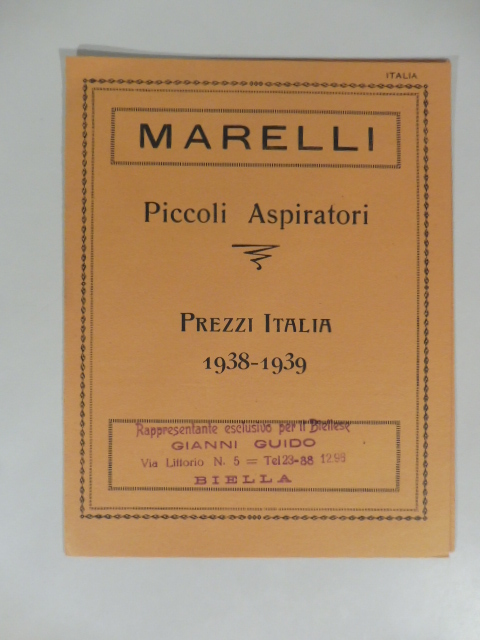 ITALIA
MARELLI
Piccoli Aspiratori
PREZZI ITALIA
1938-1939
Rappresentante esclusivo per il Biellese
GIANNI GUIDO
Via Littorio N. 5 = Tel 23-88 1298
BIELLA